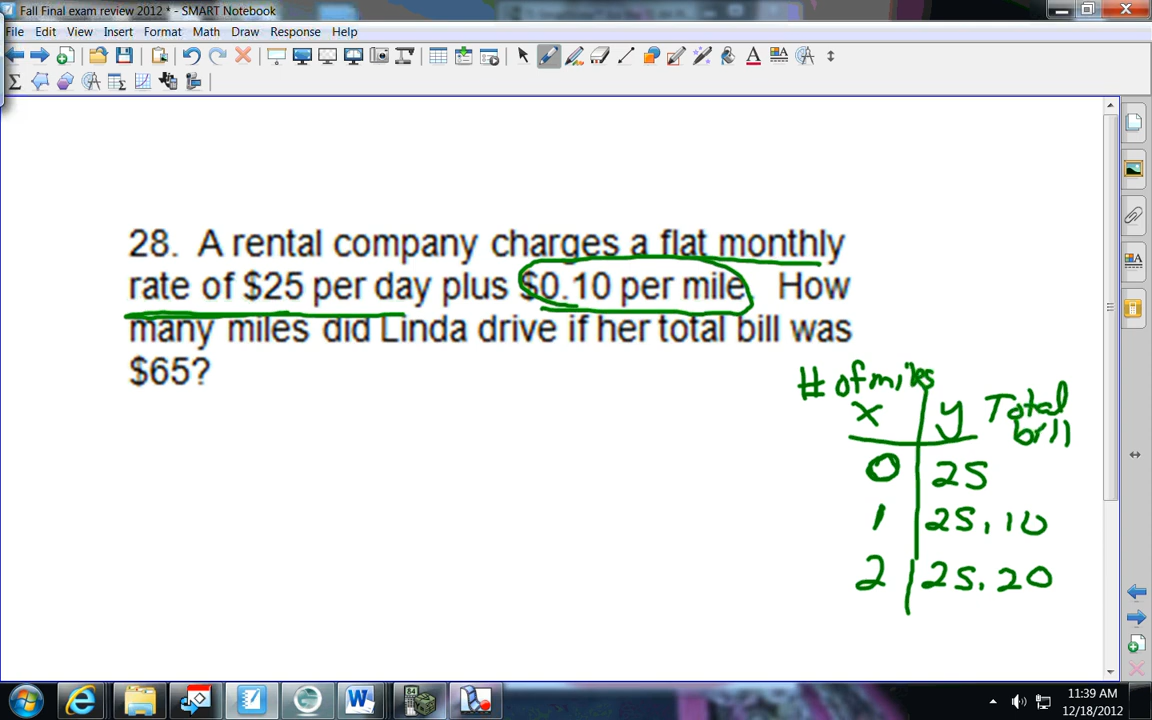 Fall Final exam review 2012 * - SMART Notebook
File Edit View Insert Format Math Draw Response Help
28. A rental company charges a flat monthly
rate of $25 per day plus $0.10 per mile. How
many miles did Linda drive if her total bill was
$65?
# of miles
x y Total bill
0 25
1 25.10
2 25.20
11:39 AM
12/18/2012